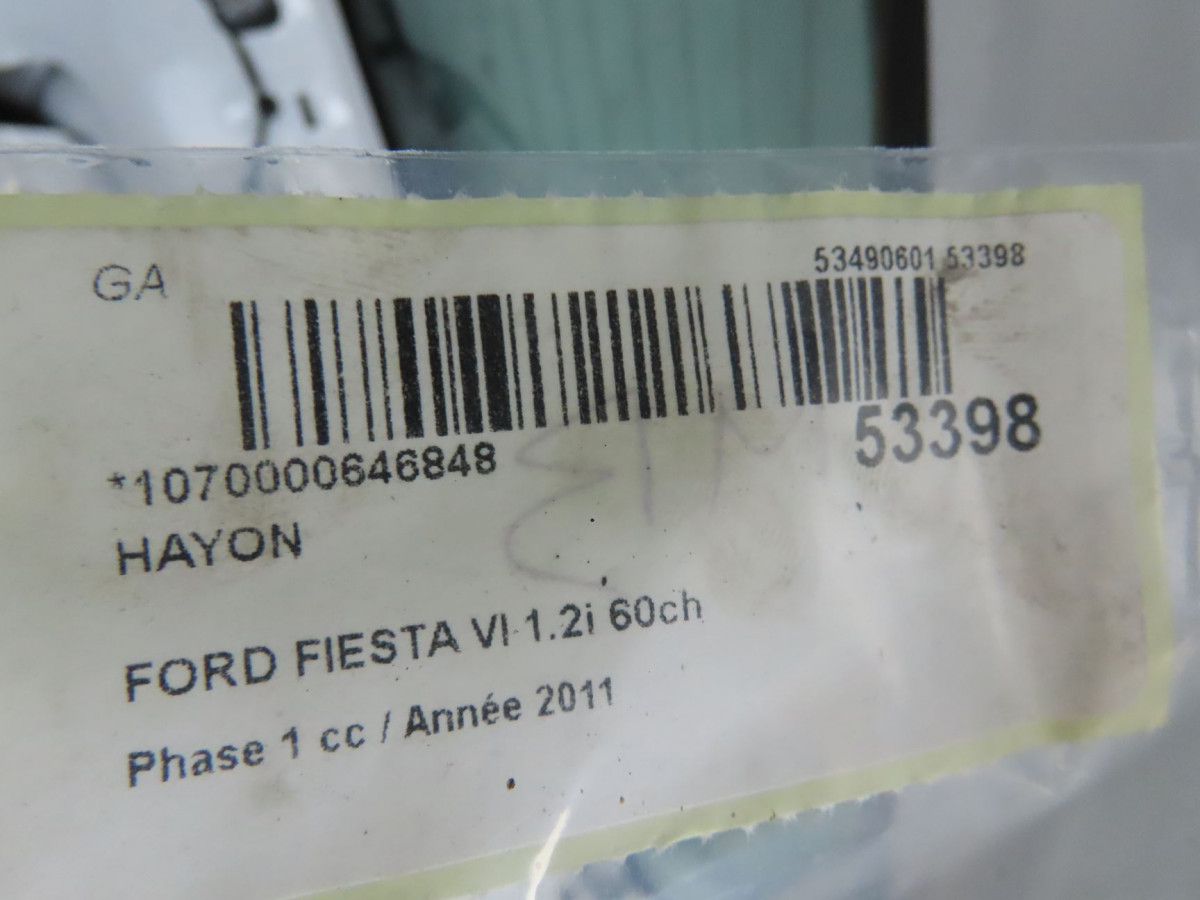 GA
53490601 53398
*1070000646848
53398
HAYON
FORD FIESTA VI 1.2i 60ch
Phase 1 cc / Année 2011